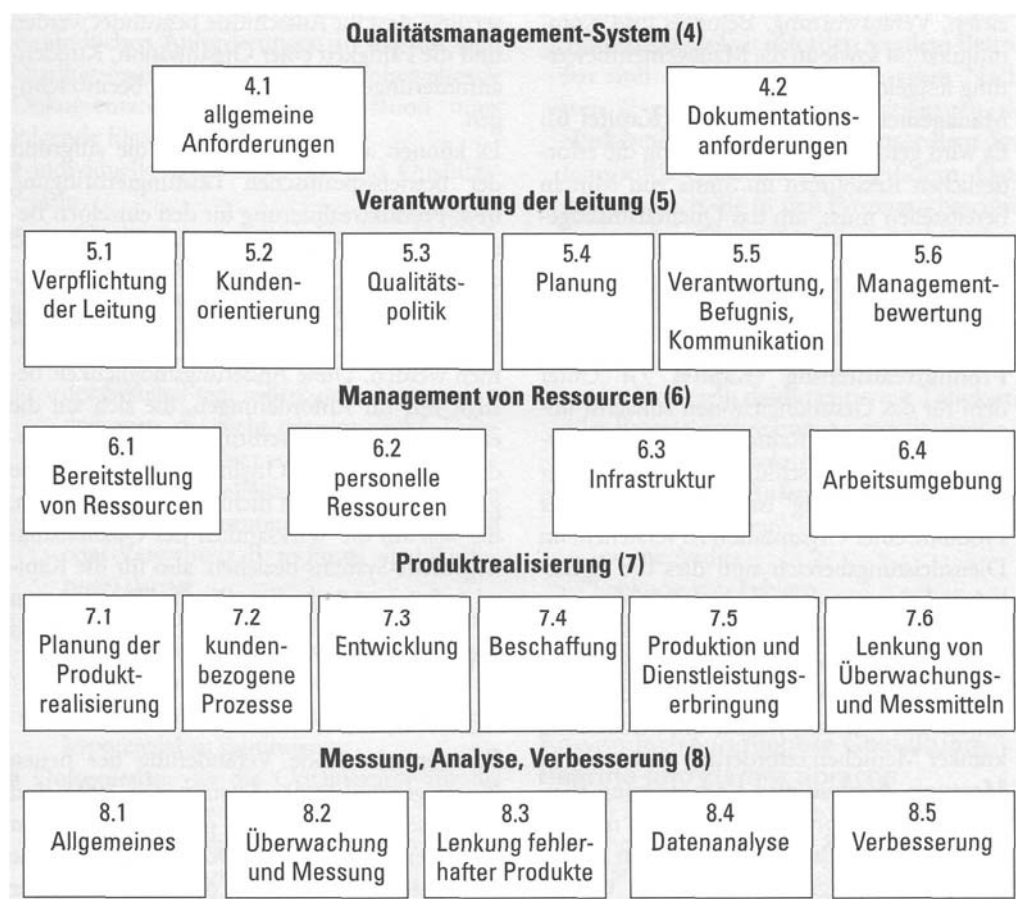 Qualitätsmanagement-System (4)
4.1
allgemeine
Anforderungen
4.2
Dokumentations-
anforderungen
Verantwortung der Leitung (5)
5.1
Verpflichtung
der Leitung
5.2
Kunden-
orientierung
5.3
Qualitäts-
politik
5.4
Planung
5.5
Verantwortung,
Befugnis,
Kommunikation
5.6
Management-
bewertung
Management von Ressourcen (6)
6.1
Bereitstellung
von Ressourcen
6.2
personelle
Ressourcen
6.3
Infrastruktur
6.4
Arbeitsumgebung
Produktrealisierung (7)
7.1
Planung der
Produkt-
realisierung
7.2
kunden-
bezogene
Prozesse
7.3
Entwicklung
7.4
Beschaffung
7.5
Produktion und
Dienstleistungs-
erbringung
7.6
Lenkung von
Überwachungs-
und Messmitteln
Messung, Analyse, Verbesserung (8)
8.1
Allgemeines
8.2
Überwachung
und Messung
8.3
Lenkung fehler-
hafter Produkte
8.4
Datenanalyse
8.5
Verbesserung